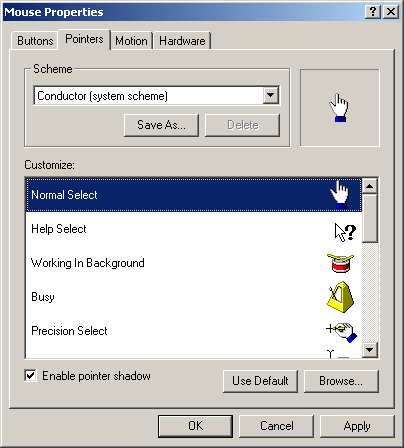 Mouse Properties
Buttons Pointers Motion Hardware
Scheme
Conductor (system scheme)
Save As... Delete
Customize:
Normal Select
Help Select
Working In Background
Busy
Precision Select
Enable pointer shadow
Use Default Browse...
OK Cancel Apply